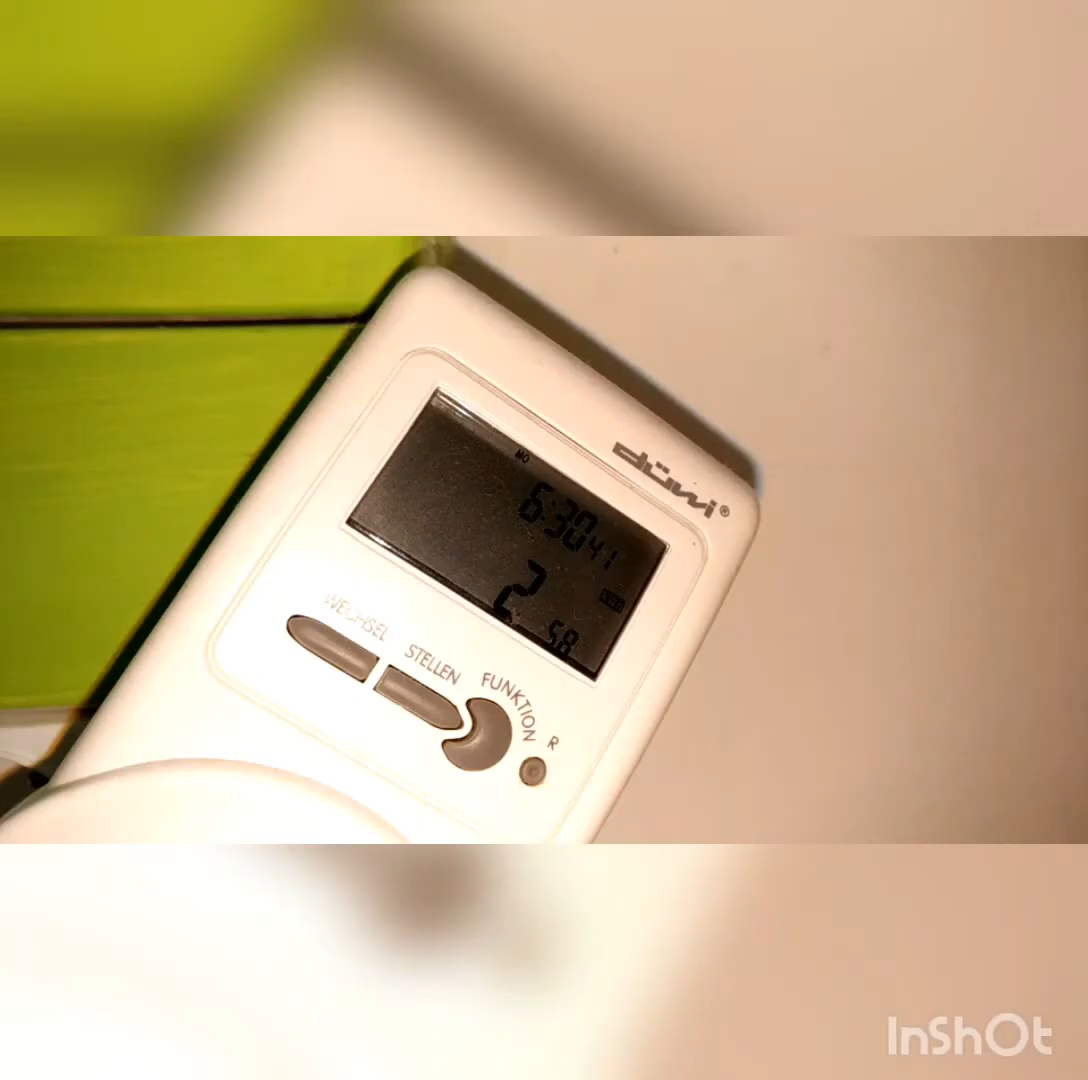 düwi®
MO
6:30 41
2
58
WECHSEL
STELLEN
FUNKTION
R
InShOt